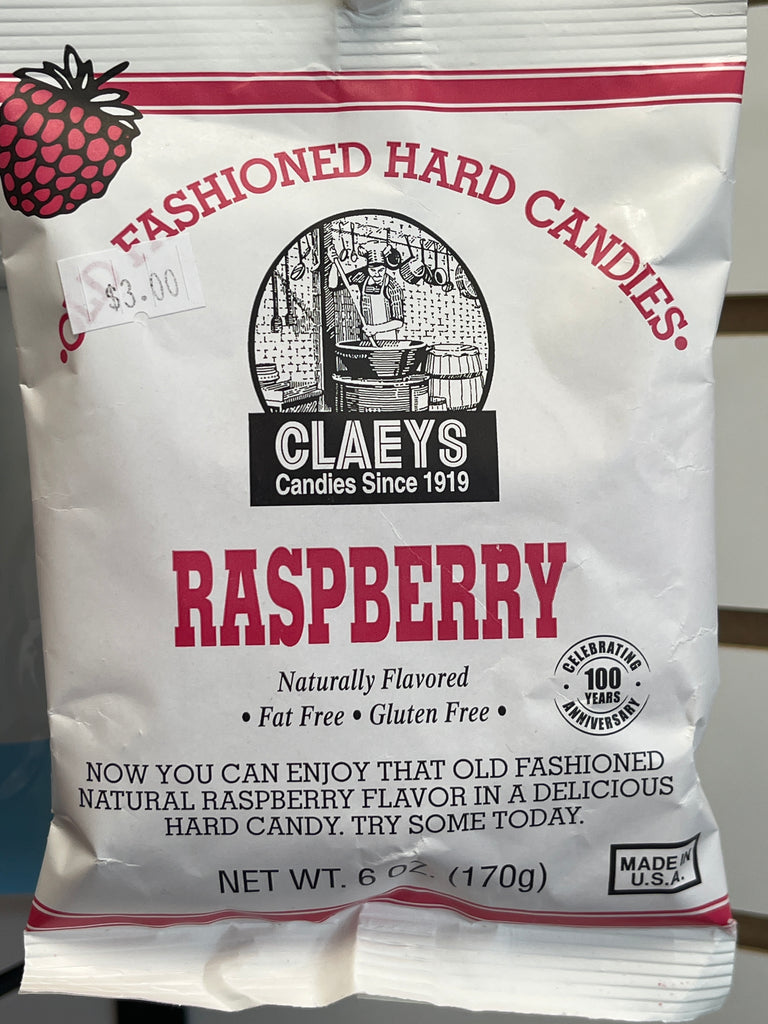 FASHIONED HARD CANDIES
$3.00
CLAEYS
Candies Since 1919
RASPBERRY
Naturally Flavored
• Fat Free • Gluten Free •
CELEBRATING
100
YEARS
ANNIVERSARY
NOW YOU CAN ENJOY THAT OLD FASHIONED
NATURAL RASPBERRY FLAVOR IN A DELICIOUS
HARD CANDY. TRY SOME TODAY.
NET WT. 6 OZ. (170g)
MADE IN
U.S.A.